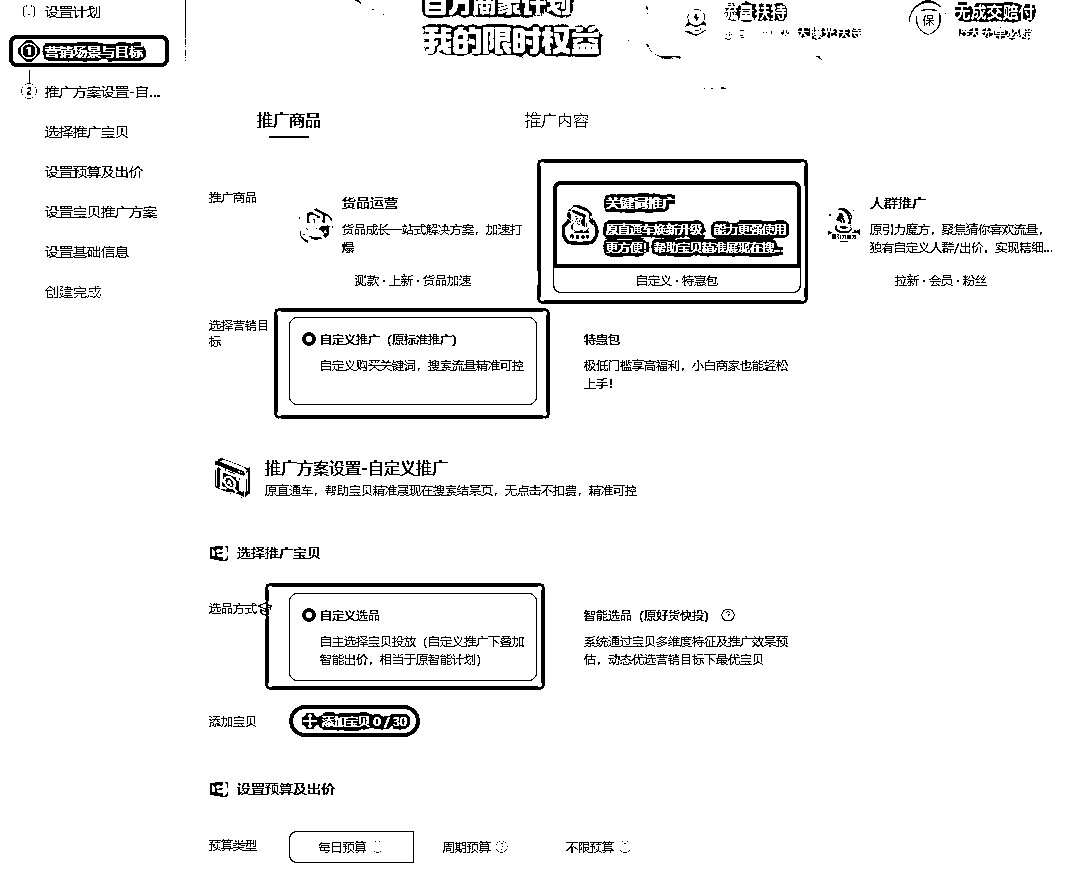 设置计划
百万商家计划
我的限时权益
无成交赔付
1 营销场景与目标
2 推广方案设置-自...
选择推广宝贝
设置预算及出价
设置宝贝推广方案
设置基础信息
创建完成
推广商品
推广内容
推广商品
货品运营
货品成长一站式解决方案，加速打
爆
测款·上新·货品加速
关键词推广
原直通车焕新升级，能力更强使用
更方便！帮助宝贝精准展现在搜...
自定义·特惠包
人群推广
原引力魔方，聚焦猜你喜欢流量，
独有自定义人群/出价，实现精细...
拉新·会员·粉丝
选择营销目
标
自定义推广（原标准推广）
自定义购买关键词，搜索流量精准可控
特惠包
极低门槛享高福利，小白商家也能轻松
上手！
推广方案设置-自定义推广
原直通车，帮助宝贝精准展现在搜索结果页，无点击不扣费，精准可控
选择推广宝贝
选品方式
自定义选品
自主选择宝贝投放（自定义推广下叠加
智能出价，相当于原智能计划）
智能选品（原好货快投）
系统通过宝贝多维度特征及推广效果预
估，动态优选营销目标下最优宝贝
添加宝贝
添加宝贝 0/30
设置预算及出价
预算类型
每日预算
周期预算
不限预算